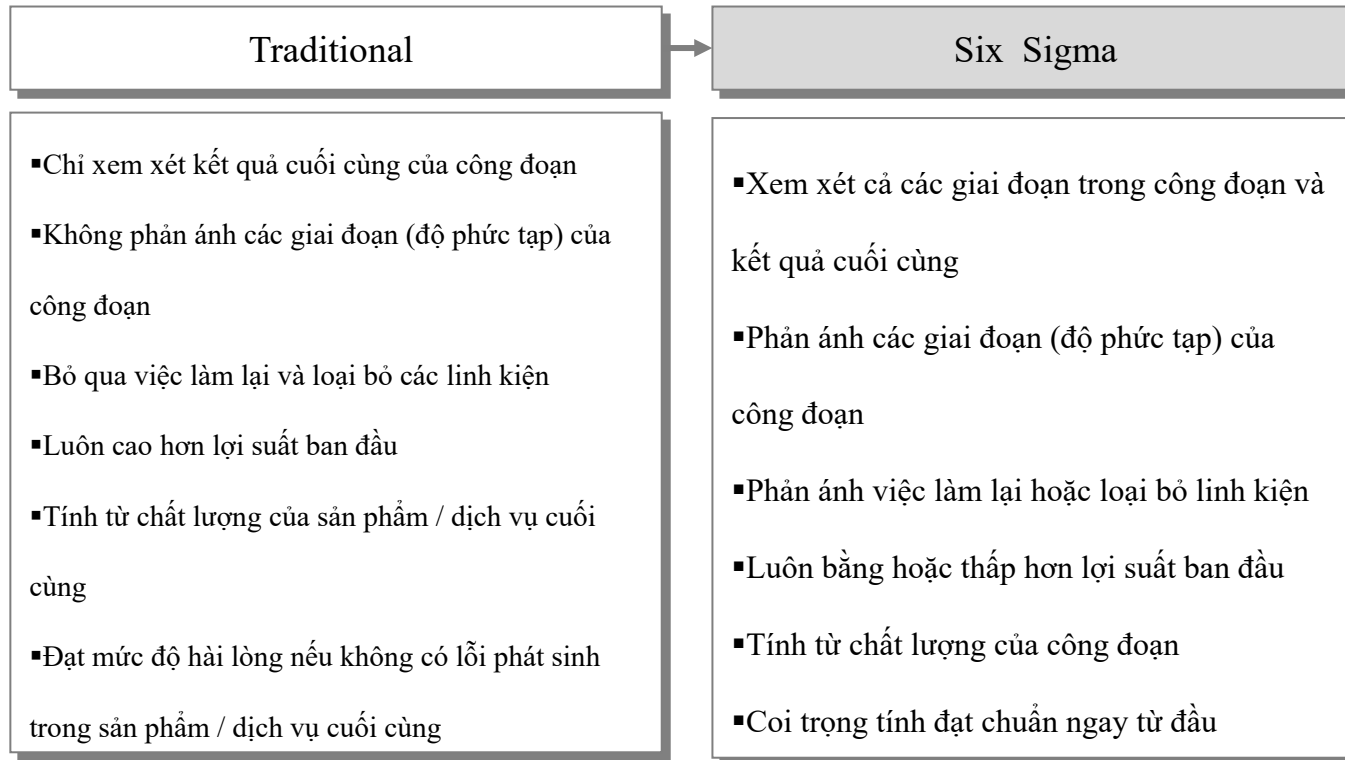 Traditional
Six Sigma
▪Chỉ xem xét kết quả cuối cùng của công đoạn
▪Không phản ánh các giai đoạn (độ phức tạp) của
công đoạn
▪Bỏ qua việc làm lại và loại bỏ các linh kiện
▪Luôn cao hơn lợi suất ban đầu
▪Tính từ chất lượng của sản phẩm / dịch vụ cuối
cùng
▪Đạt mức độ hài lòng nếu không có lỗi phát sinh
trong sản phẩm / dịch vụ cuối cùng
▪Xem xét cả các giai đoạn trong công đoạn và
kết quả cuối cùng
▪Phản ánh các giai đoạn (độ phức tạp) của
công đoạn
▪Phản ánh việc làm lại hoặc loại bỏ linh kiện
▪Luôn bằng hoặc thấp hơn lợi suất ban đầu
▪Tính từ chất lượng của công đoạn
▪Coi trọng tính đạt chuẩn ngay từ đầu